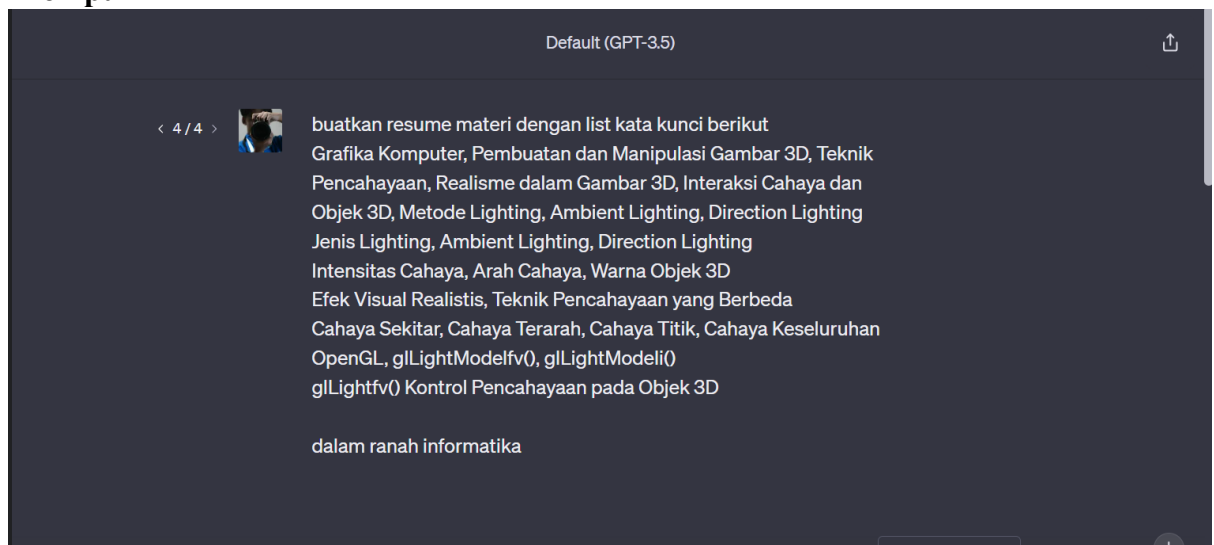 Default (GPT-3.5)
< 4 / 4 >
buatkan resume materi dengan list kata kunci berikut
Grafika Komputer, Pembuatan dan Manipulasi Gambar 3D, Teknik
Pencahayaan, Realisme dalam Gambar 3D, Interaksi Cahaya dan
Objek 3D, Metode Lighting, Ambient Lighting, Direction Lighting
Jenis Lighting, Ambient Lighting, Direction Lighting
Intensitas Cahaya, Arah Cahaya, Warna Objek 3D
Efek Visual Realistis, Teknik Pencahayaan yang Berbeda
Cahaya Sekitar, Cahaya Terarah, Cahaya Titik, Cahaya Keseluruhan
OpenGL, glLightModelfv(), glLightModeli()
glLightfv() Kontrol Pencahayaan pada Objek 3D
dalam ranah informatika